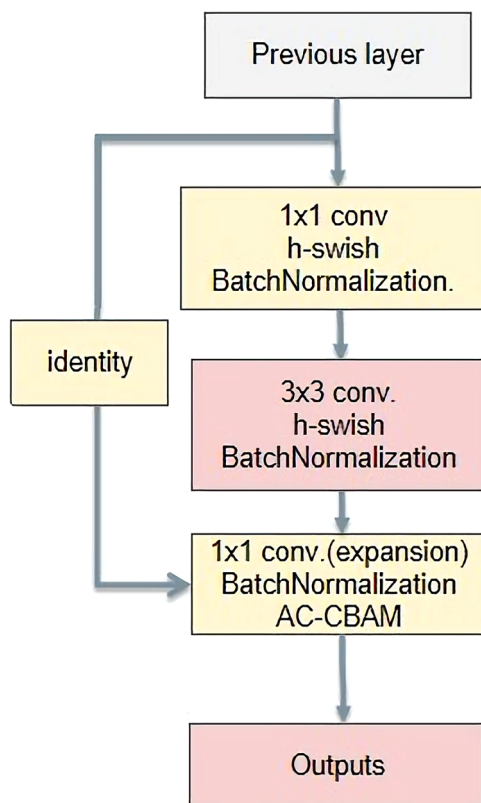 Previous layer
1x1 conv
h-swish
BatchNormalization.
identity
3x3 conv.
h-swish
BatchNormalization
1x1 conv.(expansion)
BatchNormalization
AC-CBAM
Outputs